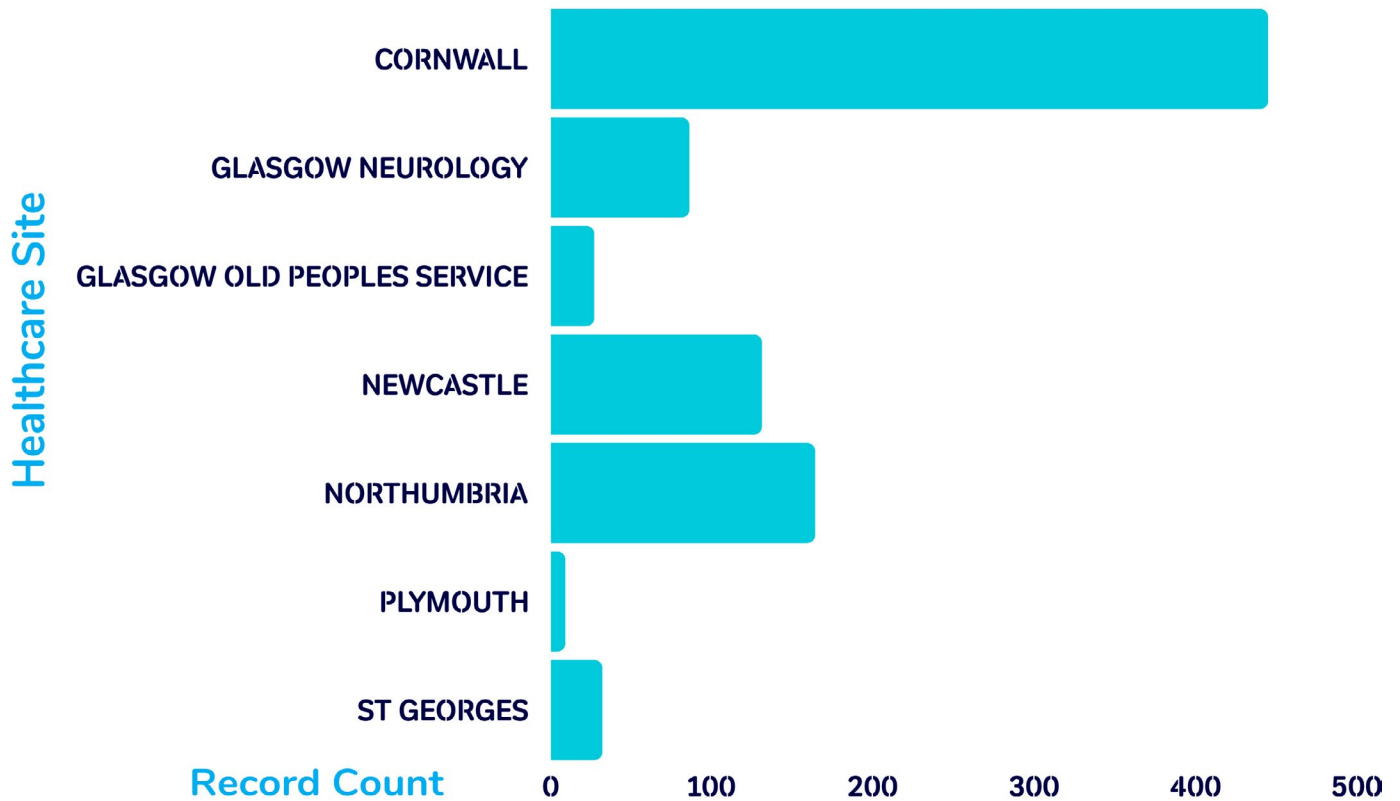 CORNWALL
GLASGOW NEUROLOGY
GLASGOW OLD PEOPLES SERVICE
NEWCASTLE
NORTHUMBRIA
PLYMOUTH
ST GEORGES
Healthcare Site
Record Count
0 100 200 300 400 500